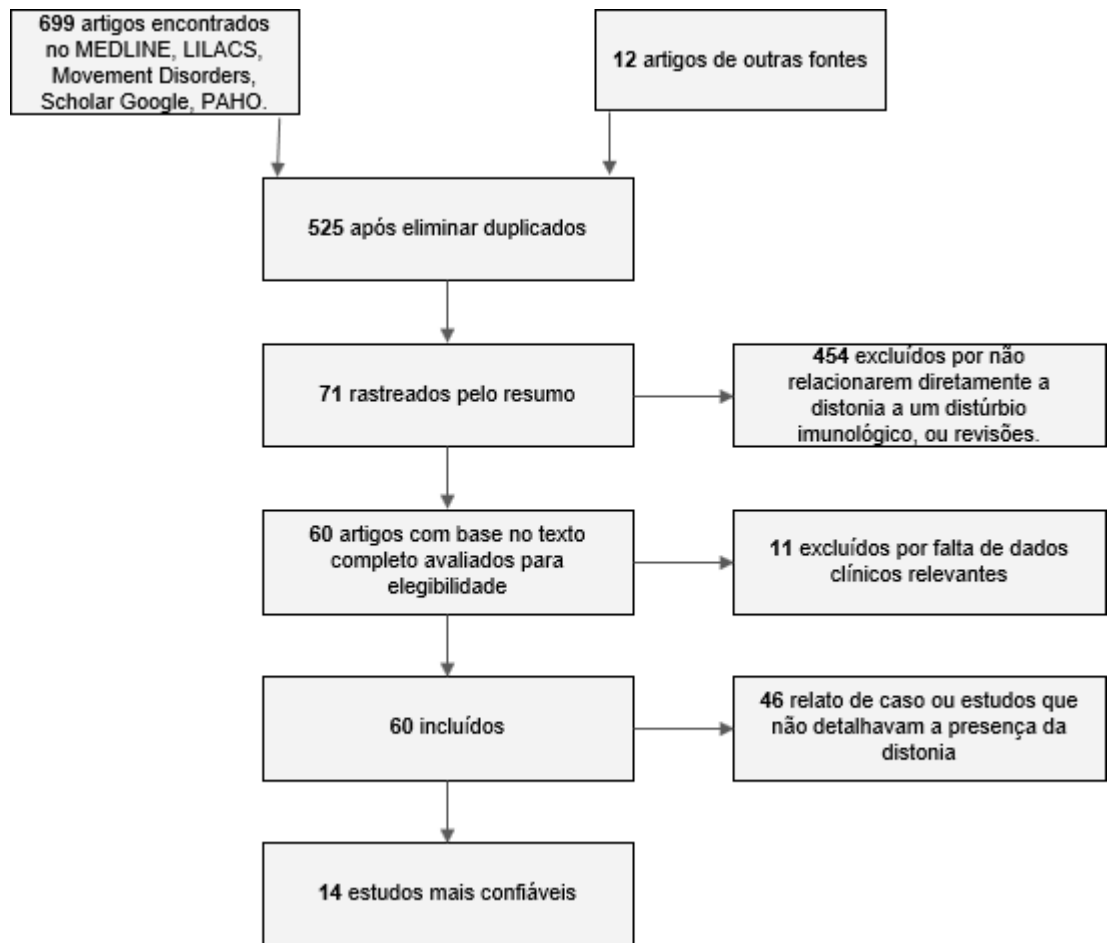 699 artigos encontrados
no MEDLINE, LILACS,
Movement Disorders,
Scholar Google, PAHO.
12 artigos de outras fontes
525 após eliminar duplicados
71 rastreados pelo resumo
454 excluídos por não
relacionarem diretamente a
distonia a um distúrbio
imunológico, ou revisões.
60 artigos com base no texto
completo avaliados para
elegibilidade
11 excluídos por falta de dados
clínicos relevantes
60 incluídos
46 relato de caso ou estudos que
não detalhavam a presença da
distonia
14 estudos mais confiáveis